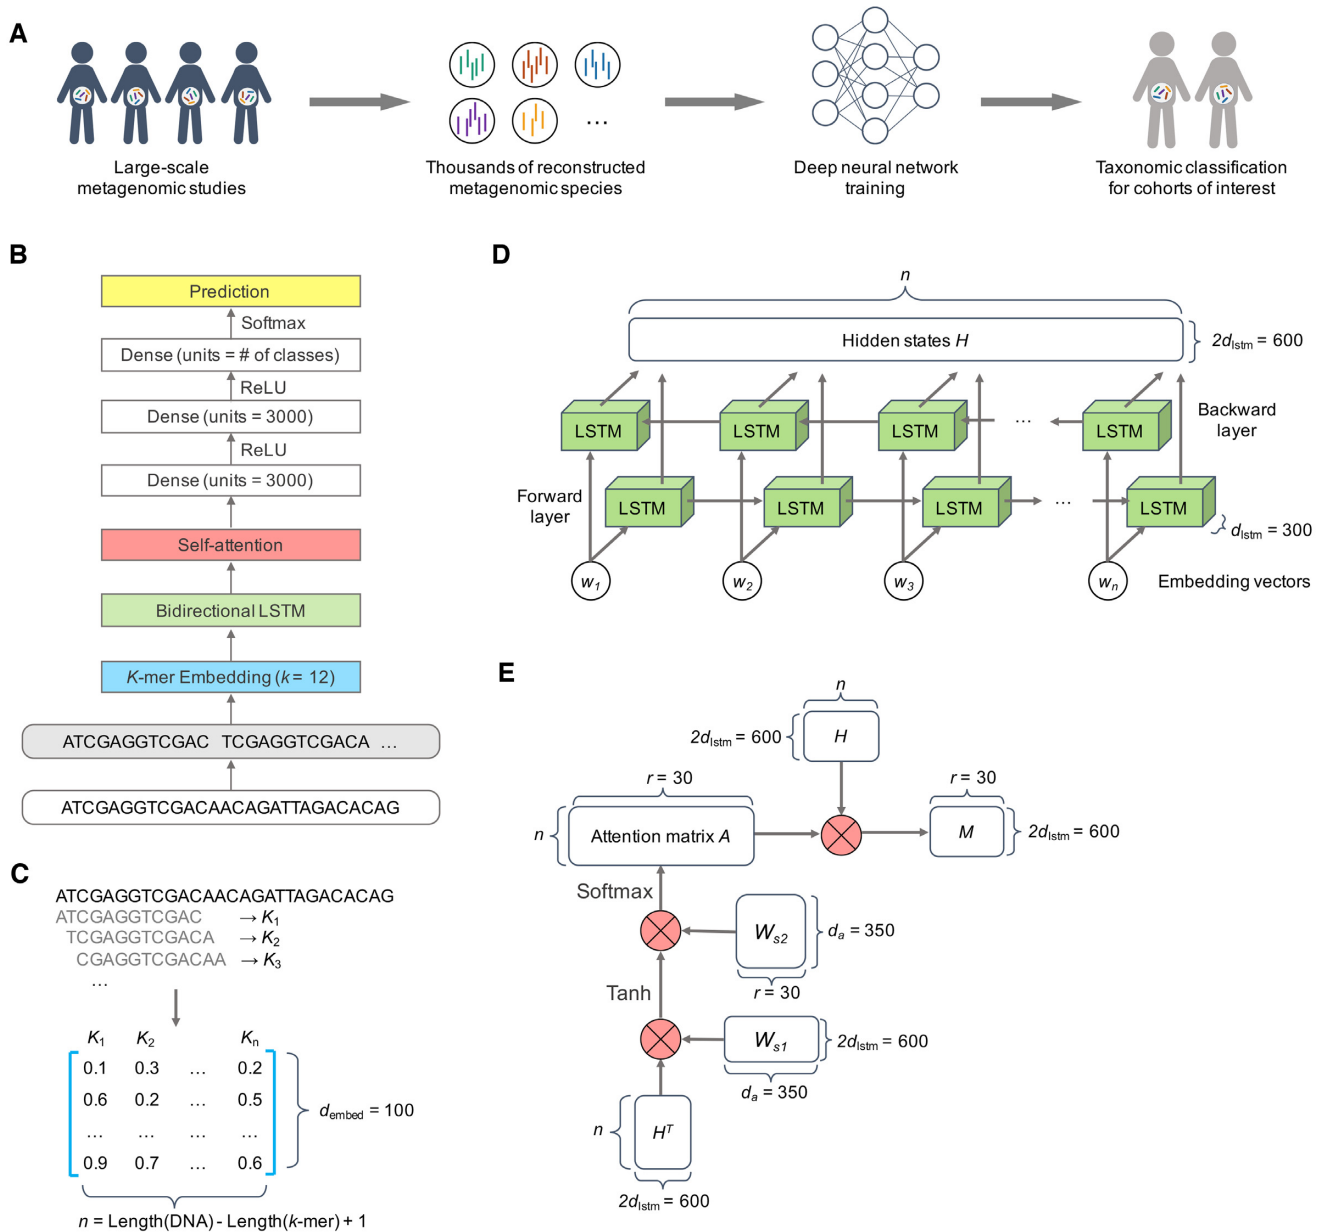 A
Large-scale
metagenomic studies
Thousands of reconstructed
metagenomic species
...
Deep neural network
training
Taxonomic classification
for cohorts of interest
B
Prediction
Softmax
Dense (units = # of classes)
ReLU
Dense (units = 3000)
ReLU
Dense (units = 3000)
Self-attention
Bidirectional LSTM
K-mer Embedding (k = 12)
ATCGAGGTCGAC TCGAGGTCGACA ...
ATCGAGGTCGACAACAGATTAGACACAG
C
ATCGAGGTCGACAACAGATTAGACACAG
ATCGAGGTCGAC → K1
TCGAGGTCGACA → K2
CGAGGTCGACAA → K3
...
K1 K2 Kn
0.1 0.3 ... 0.2
0.6 0.2 ... 0.5
... ... ... ...
0.9 0.7 ... 0.6
dembed = 100
n = Length(DNA) - Length(k-mer) + 1
D
n
Hidden states H
2dlstm = 600
LSTM LSTM LSTM ... LSTM
Backward
layer
Forward
layer
LSTM LSTM LSTM ... LSTM
dlstm = 300
w1 w2 w3 wn
Embedding vectors
E
n
2dlstm = 600
H
r = 30
r = 30
n
Attention matrix A
M
2dlstm = 600
Softmax
Ws2
da = 350
r = 30
Tanh
Ws1
2dlstm = 600
da = 350
n
HT
2dlstm = 600